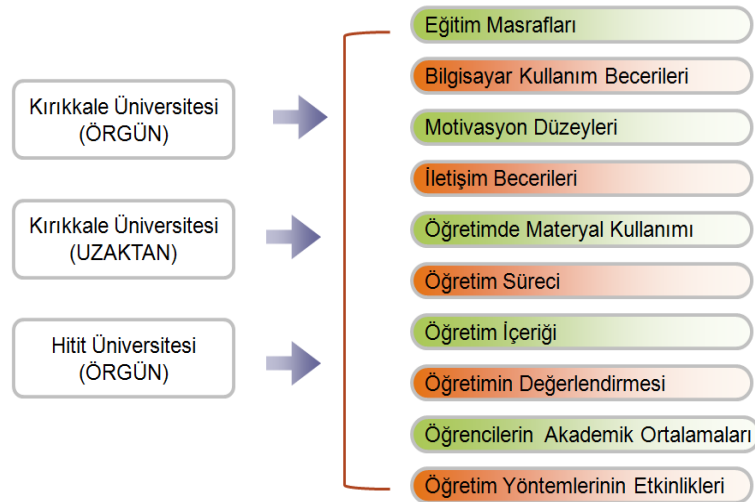 Kırıkkale Üniversitesi
(ÖRGÜN)
Kırıkkale Üniversitesi
(UZAKTAN)
Hitit Üniversitesi
(ÖRGÜN)
Eğitim Masrafları
Bilgisayar Kullanım Becerileri
Motivasyon Düzeyleri
İletişim Becerileri
Öğretimde Materyal Kullanımı
Öğretim Süreci
Öğretim İçeriği
Öğretimin Değerlendirmesi
Öğrencilerin Akademik Ortalamaları
Öğretim Yöntemlerinin Etkinlikleri